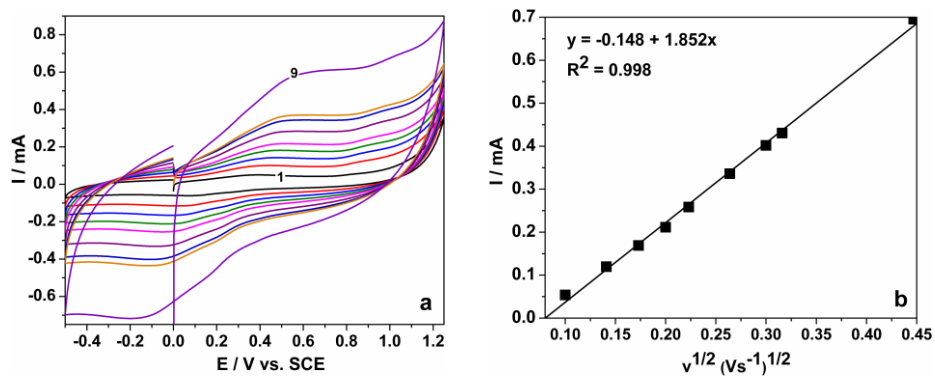 a
0.8
0.6
0.4
0.2
0.0
-0.2
-0.4
-0.6
I / mA
9
1
a
-0.4 -0.2 0.0 0.2 0.4 0.6 0.8 1.0 1.2
E / V vs. SCE
b
0.7
0.6
0.5
0.4
0.3
0.2
0.1
0.0
I / mA
y = -0.148 + 1.852x
R² = 0.998
b
0.10 0.15 0.20 0.25 0.30 0.35 0.40 0.45
v^1/2 (Vs^-1)^1/2